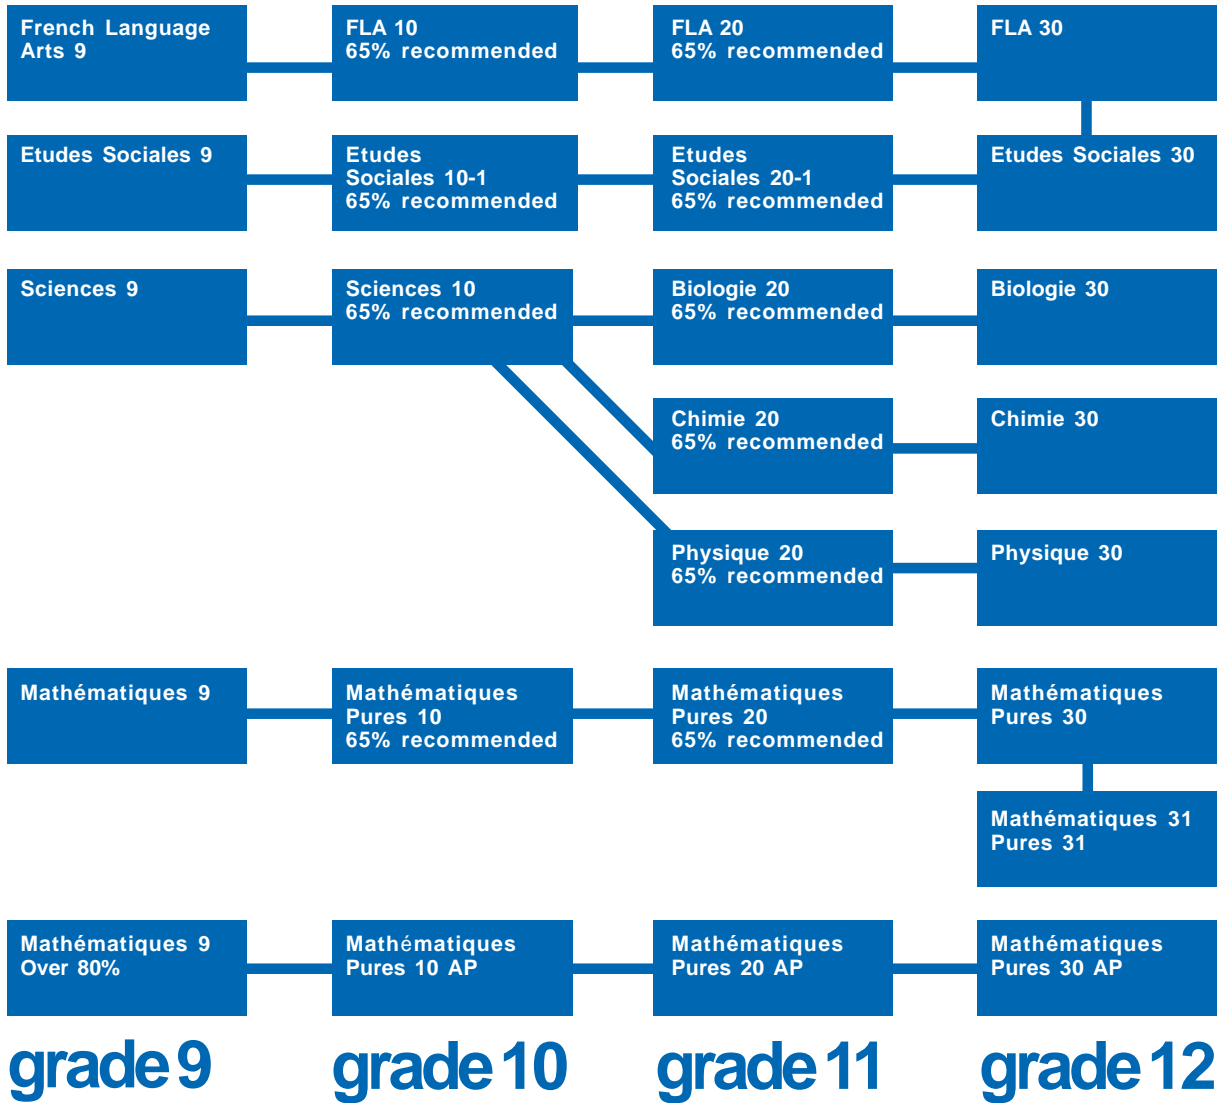 French Language
Arts 9
FLA 10
65% recommended
FLA 20
65% recommended
FLA 30
Etudes Sociales 9
Etudes
Sociales 10-1
65% recommended
Etudes
Sociales 20-1
65% recommended
Etudes Sociales 30
Sciences 9
Sciences 10
65% recommended
Biologie 20
65% recommended
Biologie 30
Chimie 20
65% recommended
Chimie 30
Physique 20
65% recommended
Physique 30
Mathématiques 9
Mathématiques
Pures 10
65% recommended
Mathématiques
Pures 20
65% recommended
Mathématiques
Pures 30
Mathématiques 31
Pures 31
Mathématiques 9
Over 80%
Mathématiques
Pures 10 AP
Mathématiques
Pures 20 AP
Mathématiques
Pures 30 AP
grade 9
grade 10
grade 11
grade 12